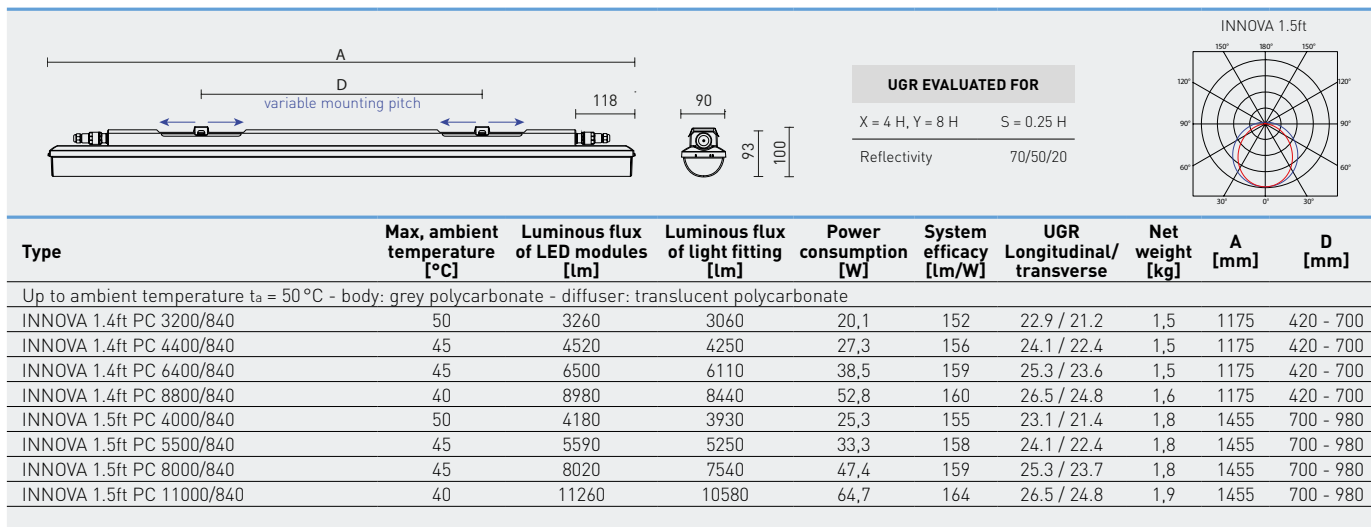 INNOVA 1.5ft
150° 180° 150°
120° 120°
90° 90°
60° 60°
30° 0° 30°
A
D
variable mounting pitch
118
90
93
100
UGR EVALUATED FOR
X = 4 H, Y = 8 H S = 0.25 H
Reflectivity 70/50/20
Type Max, ambient temperature [°C] Luminous flux of LED modules [lm] Luminous flux of light fitting [lm] Power consumption [W] System efficacy [lm/W] UGR Longitudinal/ transverse Net weight [kg] A [mm] D [mm]
Up to ambient temperature ta = 50°C - body: grey polycarbonate - diffuser: translucent polycarbonate
INNOVA 1.4ft PC 3200/840 50 3260 3060 20,1 152 22.9 / 21.2 1,5 1175 420 - 700
INNOVA 1.4ft PC 4400/840 45 4520 4250 27,3 156 24.1 / 22.4 1,5 1175 420 - 700
INNOVA 1.4ft PC 6400/840 45 6500 6110 38,5 159 25.3 / 23.6 1,5 1175 420 - 700
INNOVA 1.4ft PC 8800/840 40 8980 8440 52,8 160 26.5 / 24.8 1,6 1175 420 - 700
INNOVA 1.5ft PC 4000/840 50 4180 3930 25,3 155 23.1 / 21.4 1,8 1455 700 - 980
INNOVA 1.5ft PC 5500/840 45 5590 5250 33,3 158 24.1 / 22.4 1,8 1455 700 - 980
INNOVA 1.5ft PC 8000/840 45 8020 7540 47,4 159 25.3 / 23.7 1,8 1455 700 - 980
INNOVA 1.5ft PC 11000/840 40 11260 10580 64,7 164 26.5 / 24.8 1,9 1455 700 - 980